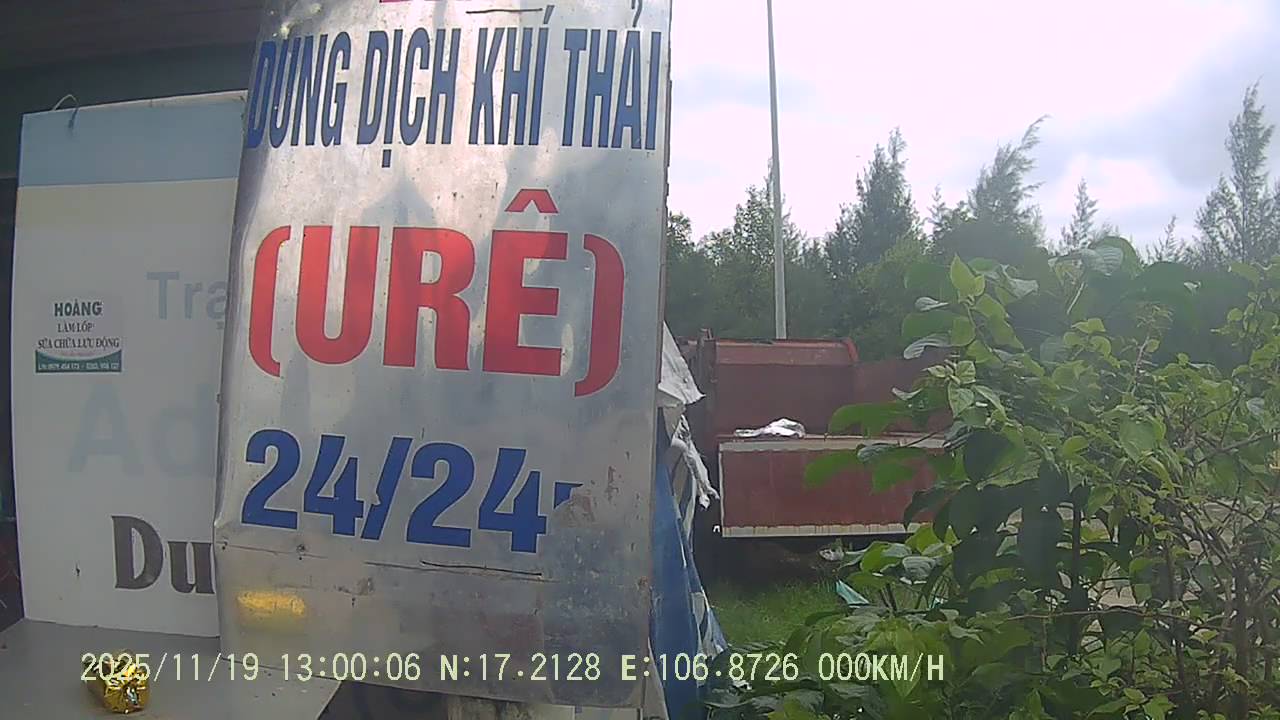 DUNG DỊCH KHÍ THẢI
(URÊ)
24/24
HOÀNG
LÀM LỐP
SỬA CHỮA LƯU ĐỘNG
Trạ
Ad
Du
2025/11/19 13:00:06 N:17.2128 E:106.8726 000KM/H